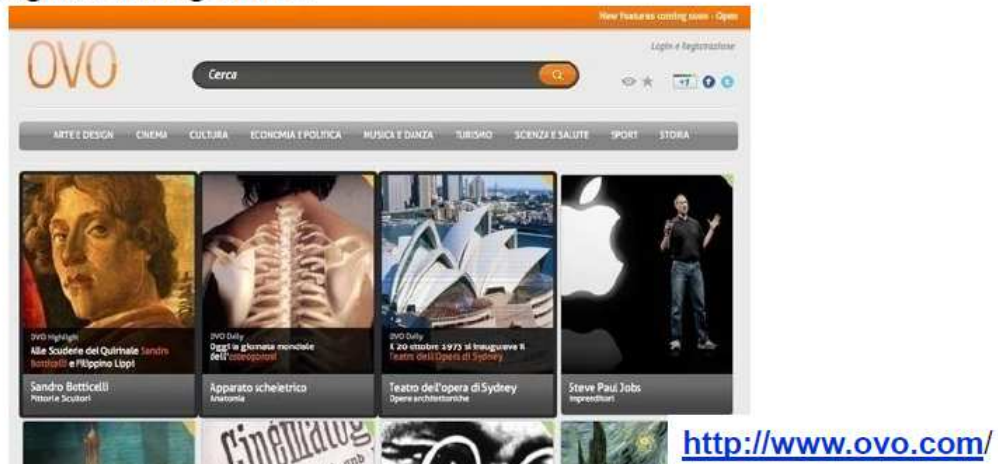 New features coming soon - Open
Login e Registrazione
OVO
Cerca
+1
ARTE E DESIGN CINEMA CULTURA ECONOMIA E POLITICA MUSICA E DANZA TURISMO SCIENZA E SALUTE SPORT STORIA
OVO Highlight
Alle Scuderie del Quirinale Sandro
Botticelli e Filippino Lippi
Sandro Botticelli
Pittori e Scultori
OVO Daily
Oggi la giornata mondiale
dell'osteoporosi
Apparato scheletrico
Anatomia
OVO Daily
Il 20 ottobre 1973 si inaugurava il
Teatro dell'Opera di Sydney
Teatro dell'opera di Sydney
Opere architettoniche
Steve Paul Jobs
Imprenditori
Cinématog
http://www.ovo.com/